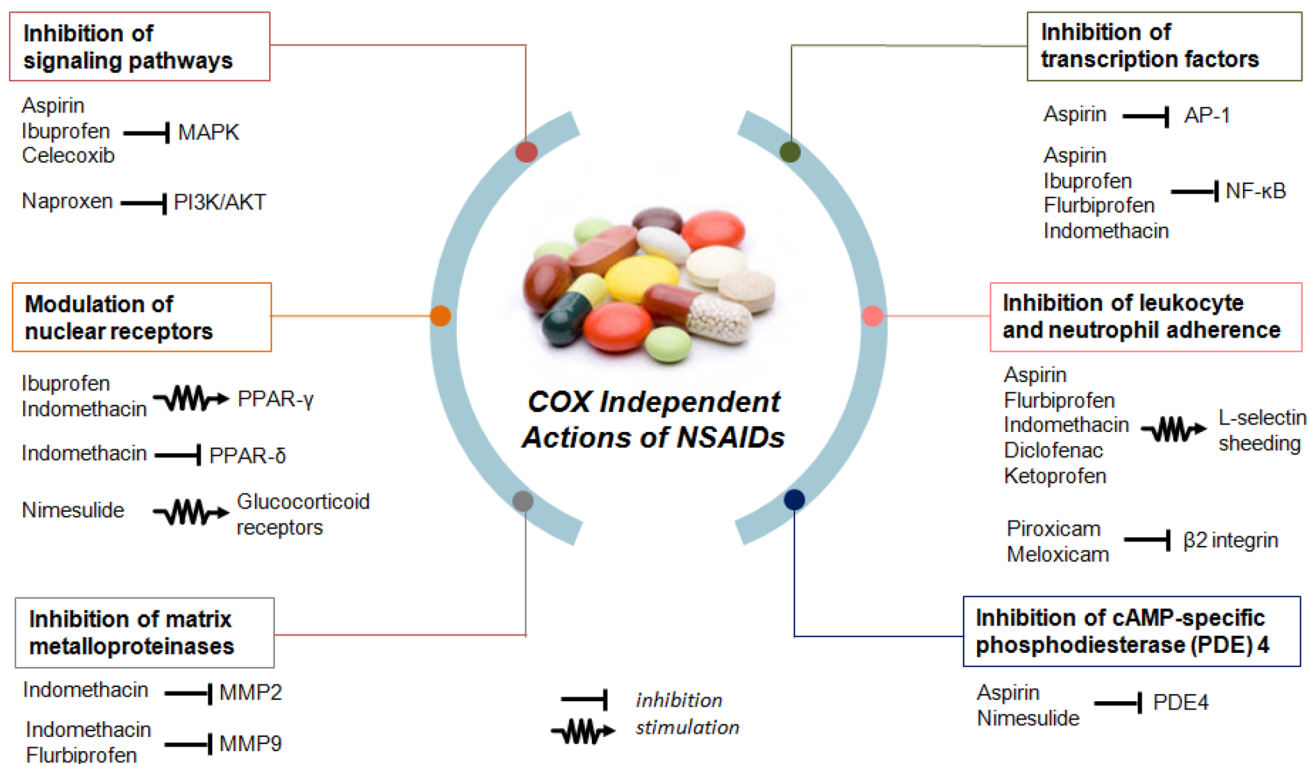 Inhibition of
signaling pathways
Aspirin
Ibuprofen
Celecoxib
MAPK
Naproxen
PI3K/AKT
Modulation of
nuclear receptors
Ibuprofen
Indomethacin
PPAR-γ
Indomethacin
PPAR-δ
Nimesulide
Glucocorticoid
receptors
Inhibition of matrix
metalloproteinases
Indomethacin
MMP2
Indomethacin
Flurbiprofen
MMP9
COX Independent
Actions of NSAIDs
inhibition
stimulation
Inhibition of
transcription factors
Aspirin
AP-1
Aspirin
Ibuprofen
Flurbiprofen
Indomethacin
NF-κB
Inhibition of leukocyte
and neutrophil adherence
Aspirin
Flurbiprofen
Indomethacin
Diclofenac
Ketoprofen
L-selectin
sheeding
Piroxicam
Meloxicam
β2 integrin
Inhibition of cAMP-specific
phosphodiesterase (PDE) 4
Aspirin
Nimesulide
PDE4